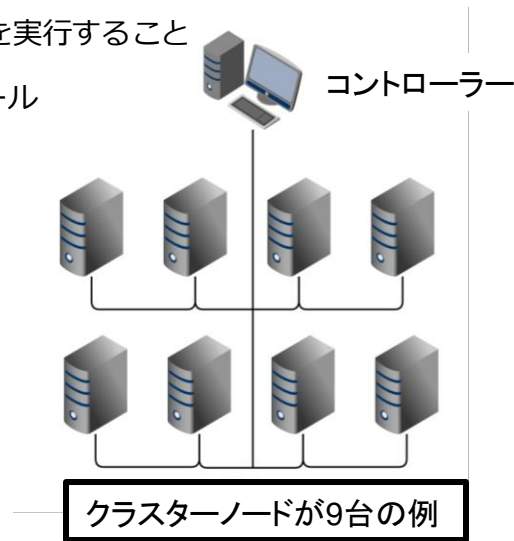 を実行すること
ール
コントローラー
クラスターノードが9台の例